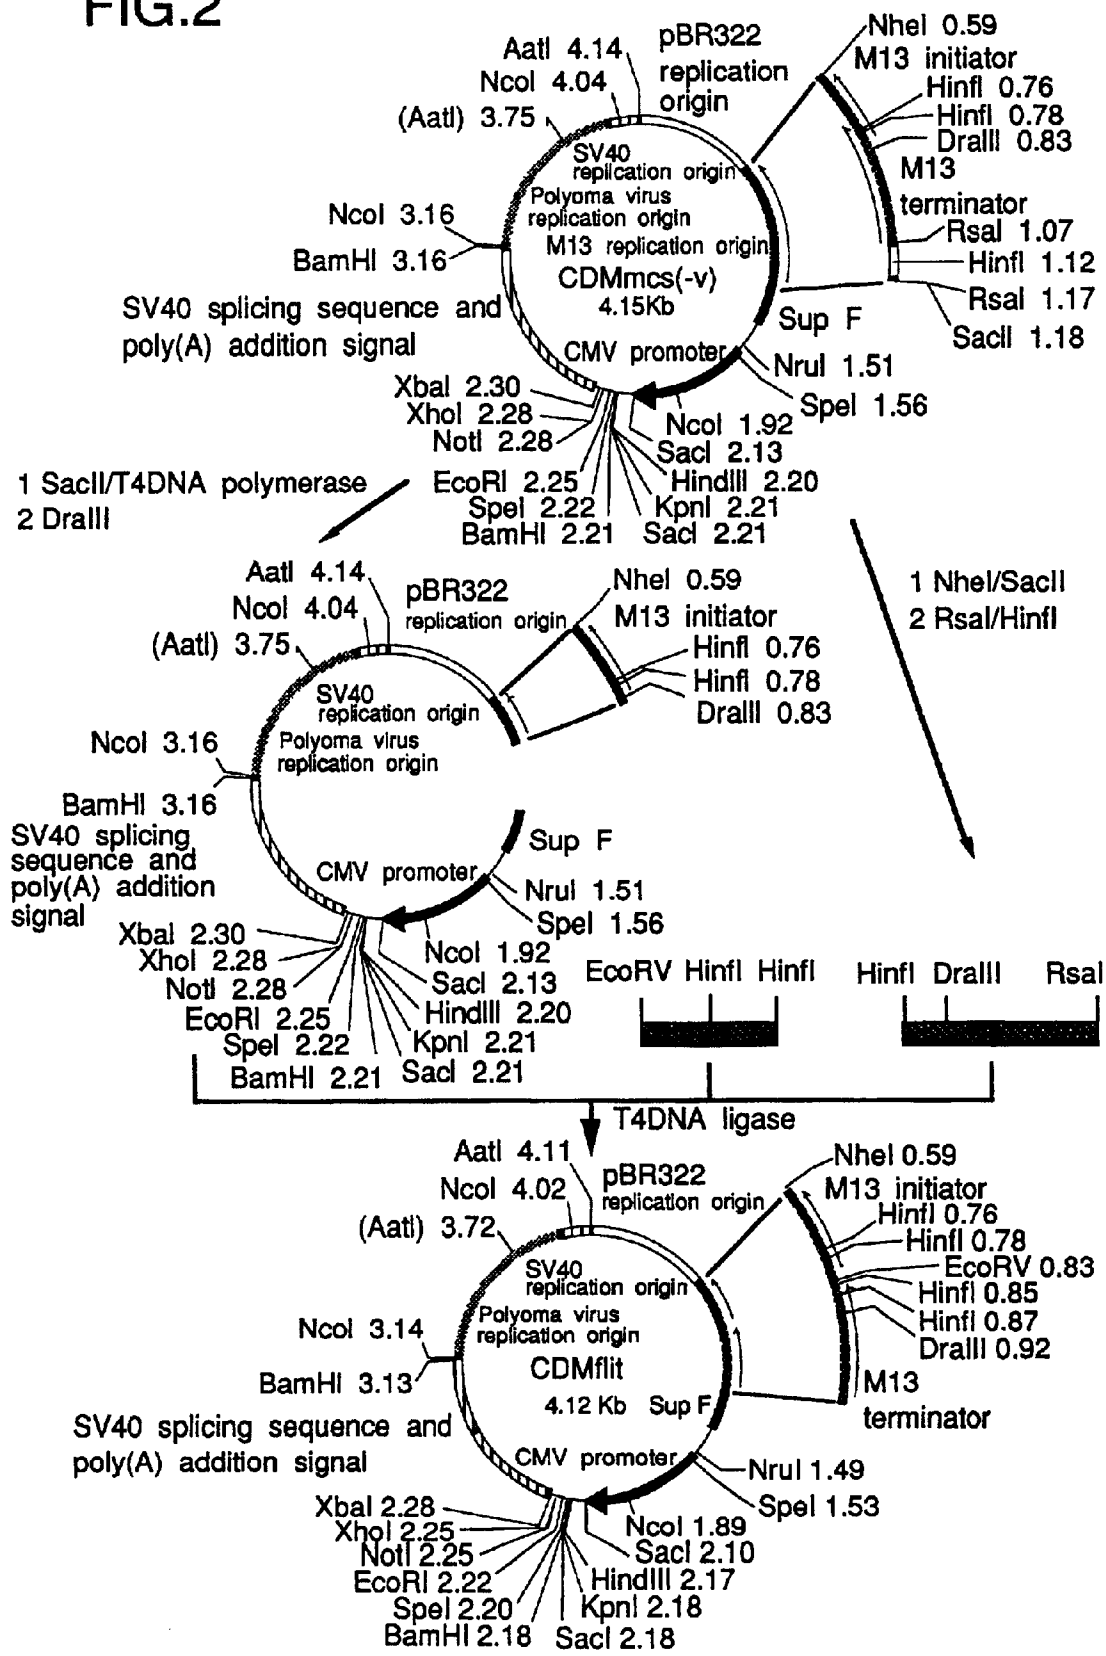 FIG.2
AatI 4.14
NcoI 4.04
(AatI) 3.75
pBR322
replication
origin
NheI 0.59
M13 initiator
HinfI 0.76
HinfI 0.78
DraIII 0.83
M13
terminator
RsaI 1.07
HinfI 1.12
RsaI 1.17
SacII 1.18
SV40
replication origin
Polyoma virus
replication origin
M13 replication origin
CDMmcs(-v)
4.15Kb
NcoI 3.16
BamHI 3.16
SV40 splicing sequence and
poly(A) addition signal
Sup F
CMV promoter
NruI 1.51
SpeI 1.56
XbaI 2.30
XhoI 2.28
NotI 2.28
EcoRI 2.25
SpeI 2.22
BamHI 2.21
NcoI 1.92
SacI 2.13
HindIII 2.20
KpnI 2.21
SacI 2.21
1 SacII/T4DNA polymerase
2 DraIII
1 NheI/SacII
2 RsaI/HinfI
AatI 4.14
NcoI 4.04
(AatI) 3.75
pBR322
replication origin
NheI 0.59
M13 initiator
HinfI 0.76
HinfI 0.78
DraIII 0.83
SV40
replication origin
Polyoma virus
replication origin
NcoI 3.16
BamHI 3.16
SV40 splicing
sequence and
poly(A) addition
signal
Sup F
CMV promoter
NruI 1.51
SpeI 1.56
XbaI 2.30
XhoI 2.28
NotI 2.28
EcoRI 2.25
SpeI 2.22
BamHI 2.21
NcoI 1.92
SacI 2.13
HindIII 2.20
KpnI 2.21
SacI 2.21
EcoRV HinfI HinfI
HinfI DraIII RsaI
T4DNA ligase
AatI 4.11
NcoI 4.02
(AatI) 3.72
pBR322
replication origin
NheI 0.59
M13 initiator
HinfI 0.76
HinfI 0.78
EcoRV 0.83
HinfI 0.85
HinfI 0.87
DraIII 0.92
M13
terminator
SV40
replication origin
Polyoma virus
replication origin
CDMflit
4.12 Kb
Sup F
NcoI 3.14
BamHI 3.13
SV40 splicing sequence and
poly(A) addition signal
CMV promoter
NruI 1.49
SpeI 1.53
XbaI 2.28
XhoI 2.25
NotI 2.25
EcoRI 2.22
SpeI 2.20
BamHI 2.18
NcoI 1.89
SacI 2.10
HindIII 2.17
KpnI 2.18
SacI 2.18